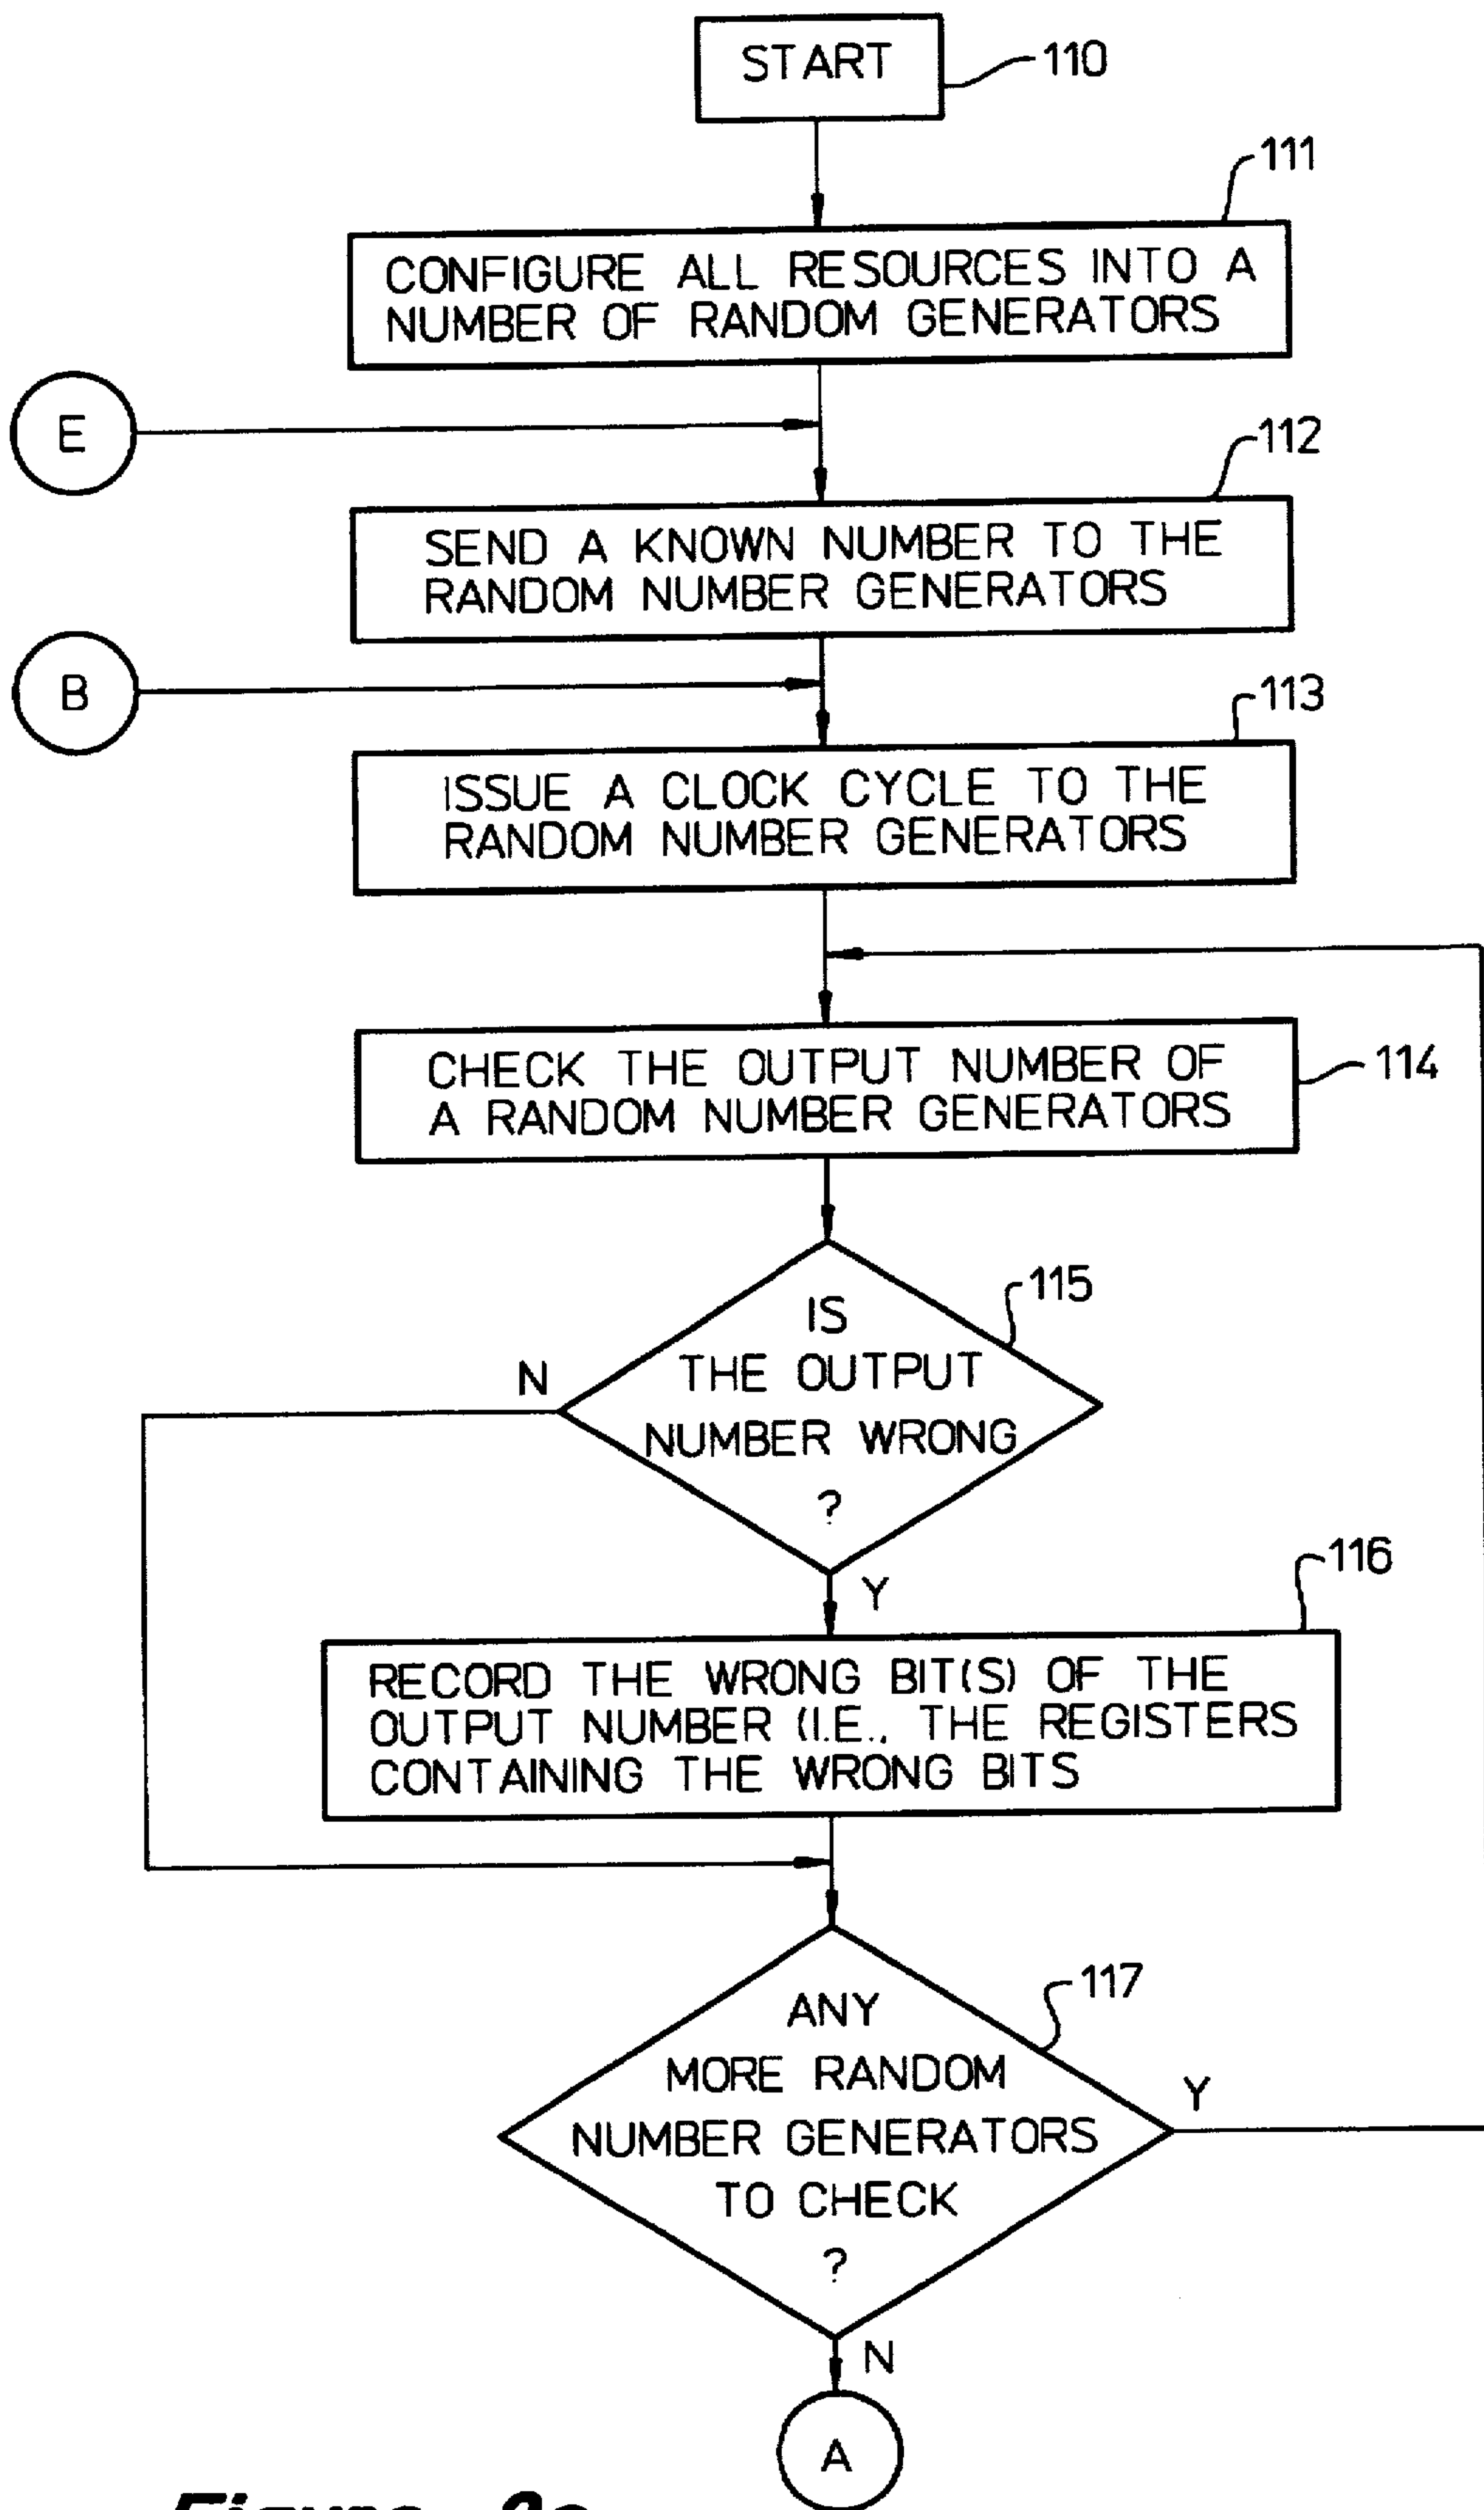 START
110
111
CONFIGURE ALL RESOURCES INTO A
NUMBER OF RANDOM GENERATORS
E
112
SEND A KNOWN NUMBER TO THE
RANDOM NUMBER GENERATORS
B
113
ISSUE A CLOCK CYCLE TO THE
RANDOM NUMBER GENERATORS
CHECK THE OUTPUT NUMBER OF
A RANDOM NUMBER GENERATORS
114
115
IS
THE OUTPUT
NUMBER WRONG
?
N
Y
116
RECORD THE WRONG BIT(S) OF THE
OUTPUT NUMBER (I.E., THE REGISTERS
CONTAINING THE WRONG BITS
117
ANY
MORE RANDOM
NUMBER GENERATORS
TO CHECK
?
Y
N
A
Figure